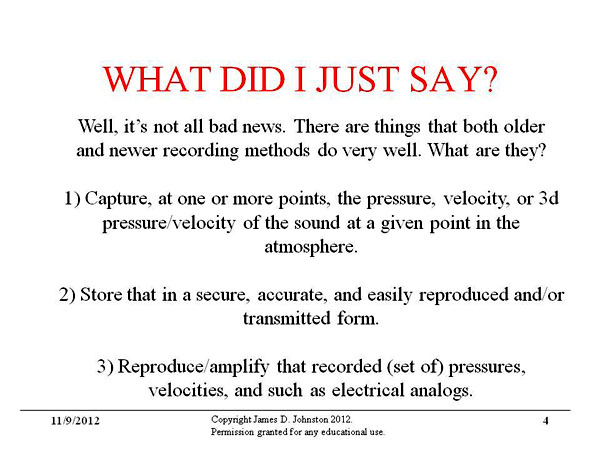 WHAT DID I JUST SAY?
Well, it's not all bad news. There are things that both older
and newer recording methods do very well. What are they?
1) Capture, at one or more points, the pressure, velocity, or 3d
pressure/velocity of the sound at a given point in the
atmosphere.
2) Store that in a secure, accurate, and easily reproduced and/or
transmitted form.
3) Reproduce/amplify that recorded (set of) pressures,
velocities, and such as electrical analogs.
11/9/2012
Copyright James D. Johnston 2012.
Permission granted for any educational use.
4